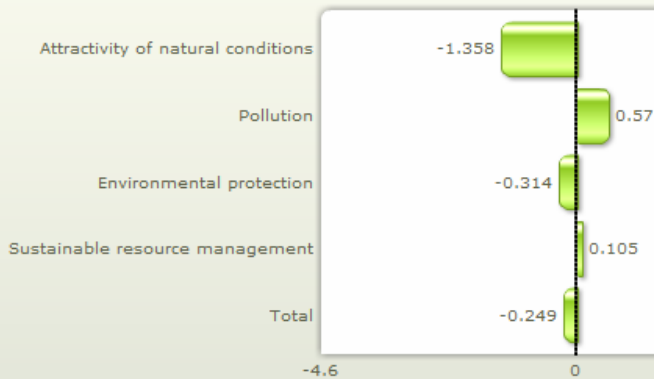 Attractivity of natural conditions -1.358
Pollution 0.57
Environmental protection -0.314
Sustainable resource management 0.105
Total -0.249
-4.6 0